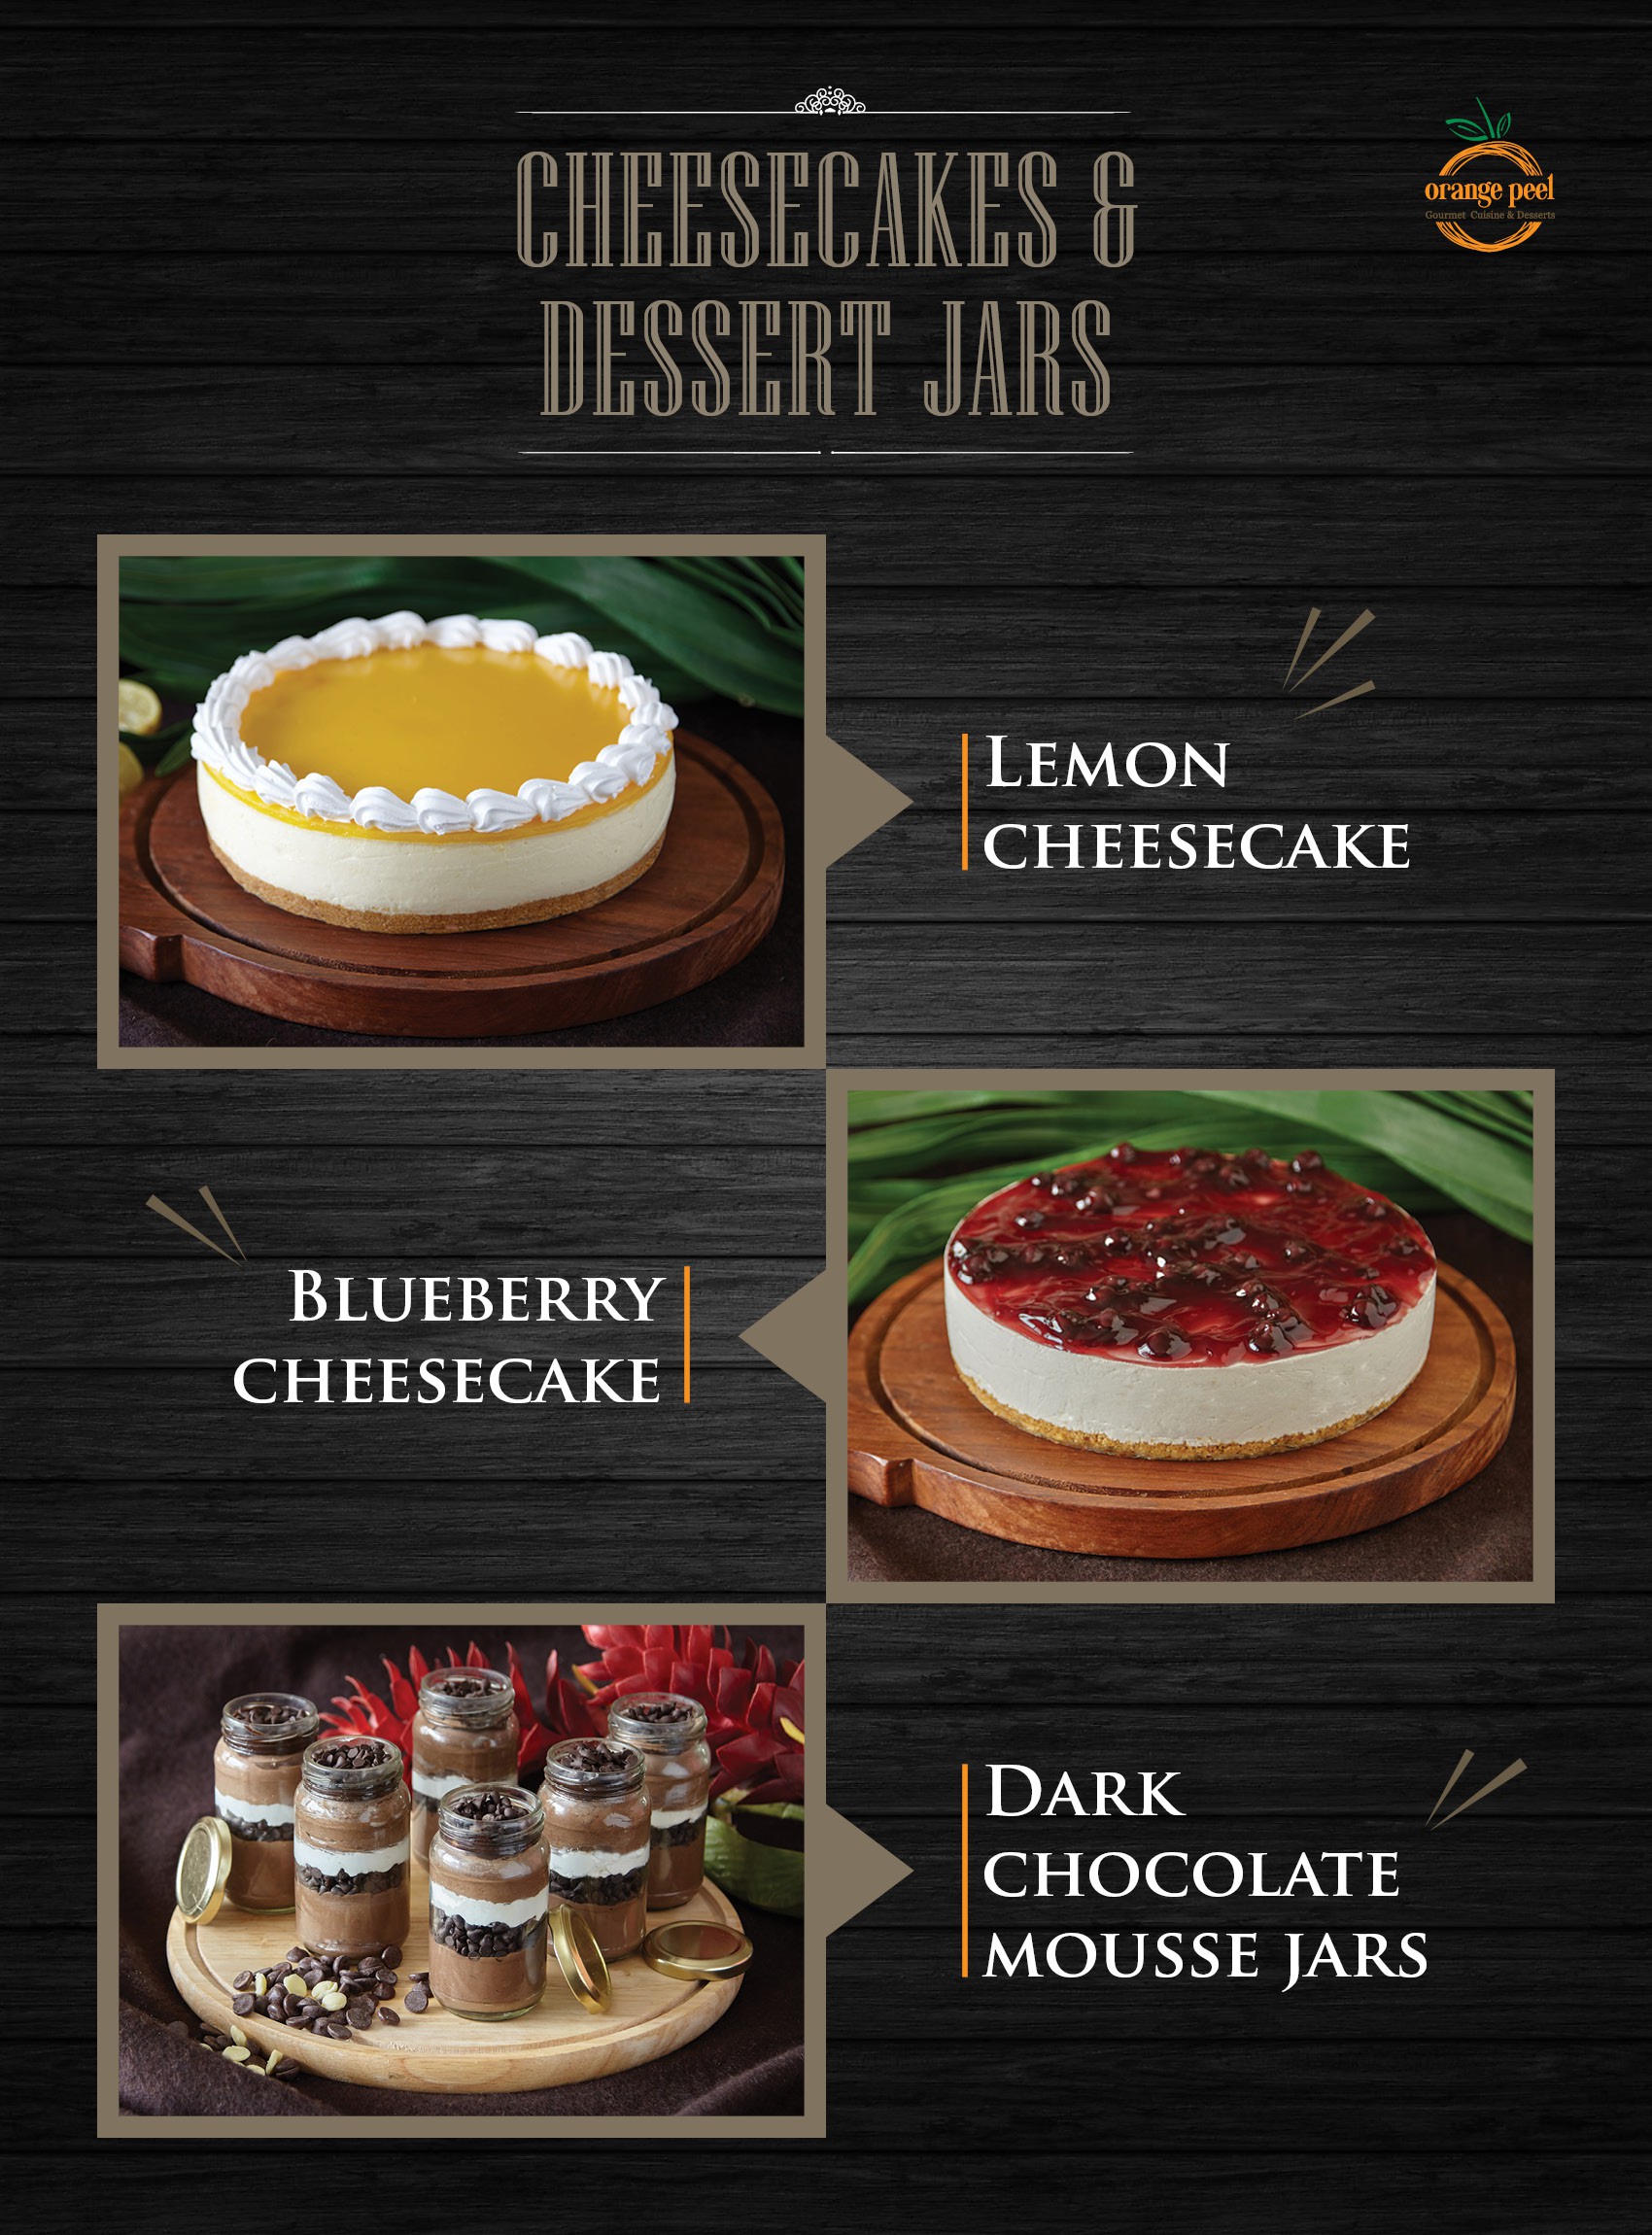 CHEESECAKES &
DESSERT JARS
orange peel
Gourmet Cuisine & Desserts
LEMON
CHEESECAKE
BLUEBERRY
CHEESECAKE
DARK
CHOCOLATE
MOUSSE JARS